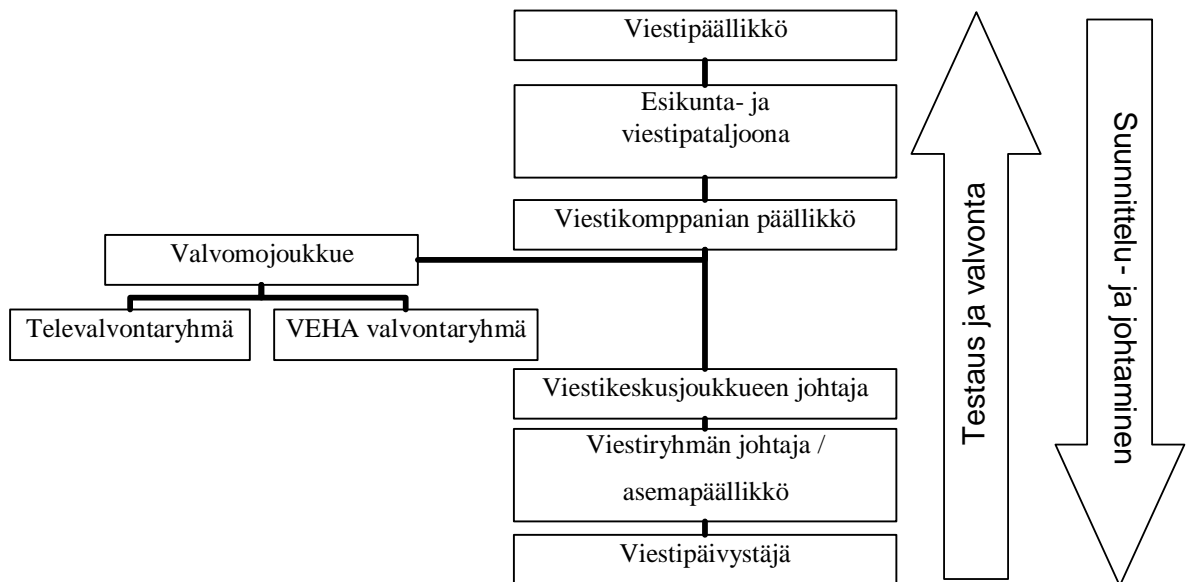 Viestipäällikkö
Esikunta- ja
viestipataljoona
Viestikomppanian päällikkö
Valvomojoukkue
Televalvontaryhmä
VEHA valvontaryhmä
Viestikeskusjoukkueen johtaja
Viestiryhmän johtaja /
asemapäällikkö
Viestipäivystäjä
Testaus ja valvonta
Suunnittelu- ja johtaminen